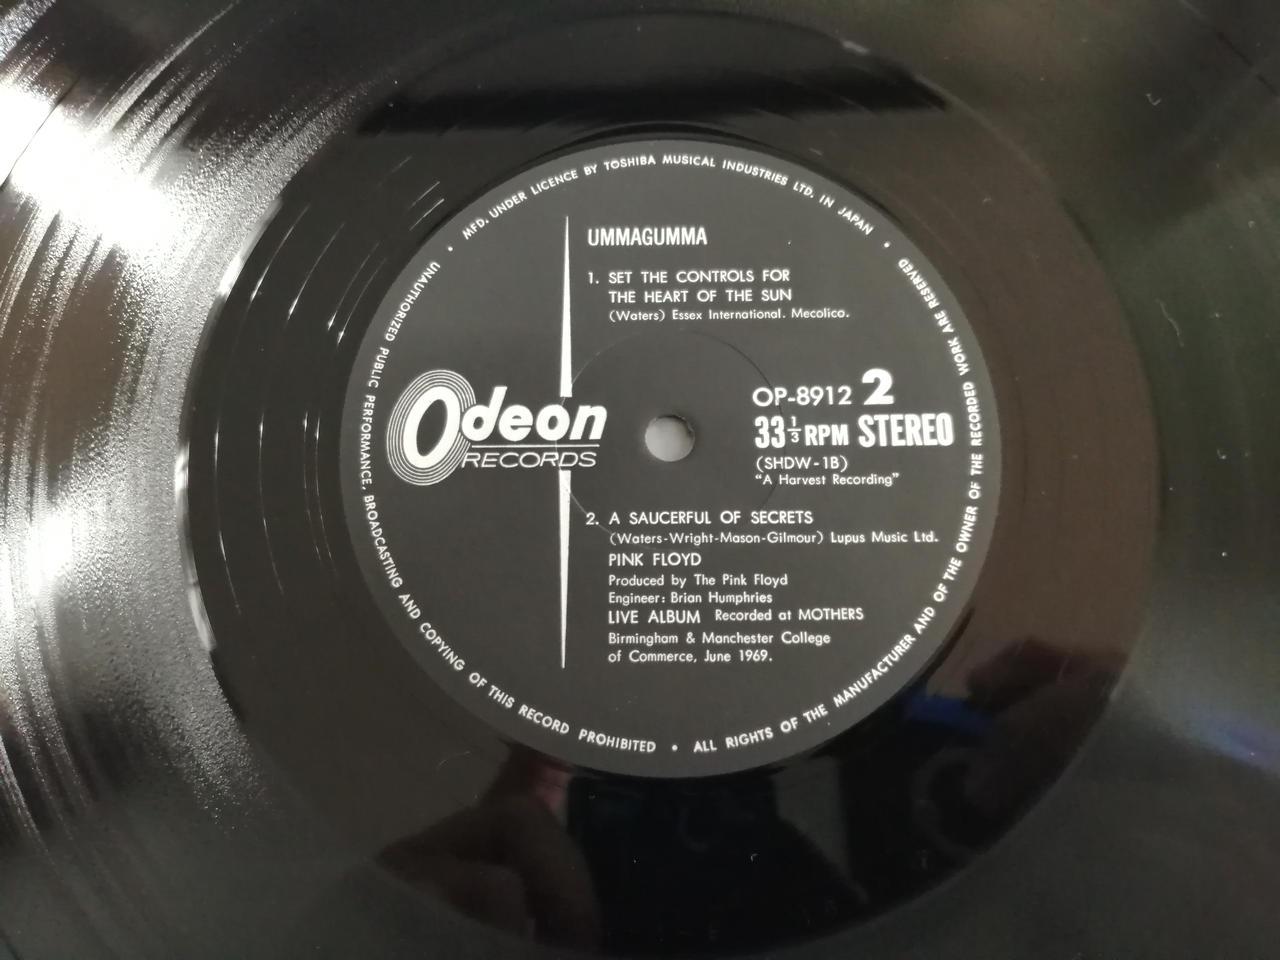 • MFD. UNDER LICENCE BY TOSHIBA MUSICAL INDUSTRIES LTD. IN JAPAN •
UMMAGUMMA
1. SET THE CONTROLS FOR
THE HEART OF THE SUN
(Waters) Essex International. Mecolico.
Odeon
RECORDS
OP-8912 2
33 1/3 RPM STEREO
(SHDW-1B)
"A Harvest Recording"
2. A SAUCERFUL OF SECRETS
(Waters-Wright-Mason-Gilmour) Lupus Music Ltd.
PINK FLOYD
Produced by The Pink Floyd
Engineer: Brian Humphries
LIVE ALBUM Recorded at MOTHERS
Birmingham & Manchester College
of Commerce, June 1969.
UNAUTHORIZED PUBLIC PERFORMANCE, BROADCASTING AND COPYING OF THIS RECORD PROHIBITED • ALL RIGHTS OF THE MANUFACTURER AND OF THE OWNER OF THE RECORDED WORK ARE RESERVED